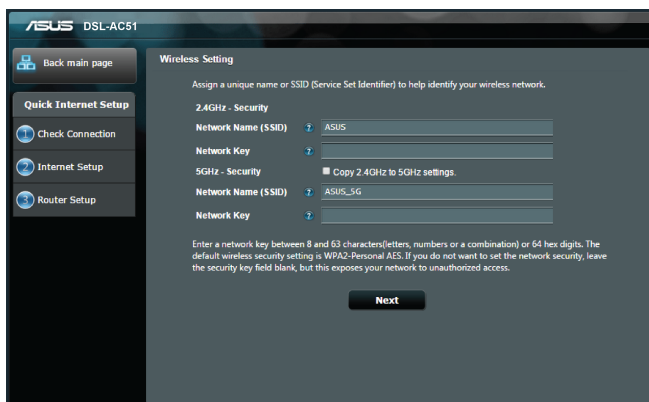 ASUS DSL-AC51
Back main page
Quick Internet Setup
1 Check Connection
2 Internet Setup
3 Router Setup
Wireless Setting
Assign a unique name or SSID (Service Set Identifier) to help identify your wireless network.
2.4GHz - Security
Network Name (SSID) ? ASUS
Network Key ?
5GHz - Security Copy 2.4GHz to 5GHz settings.
Network Name (SSID) ? ASUS_5G
Network Key ?
Enter a network key between 8 and 63 characters(letters, numbers or a combination) or 64 hex digits. The
default wireless security setting is WPA2-Personal AES. If you do not want to set the network security, leave
the security key field blank, but this exposes your network to unauthorized access.
Next